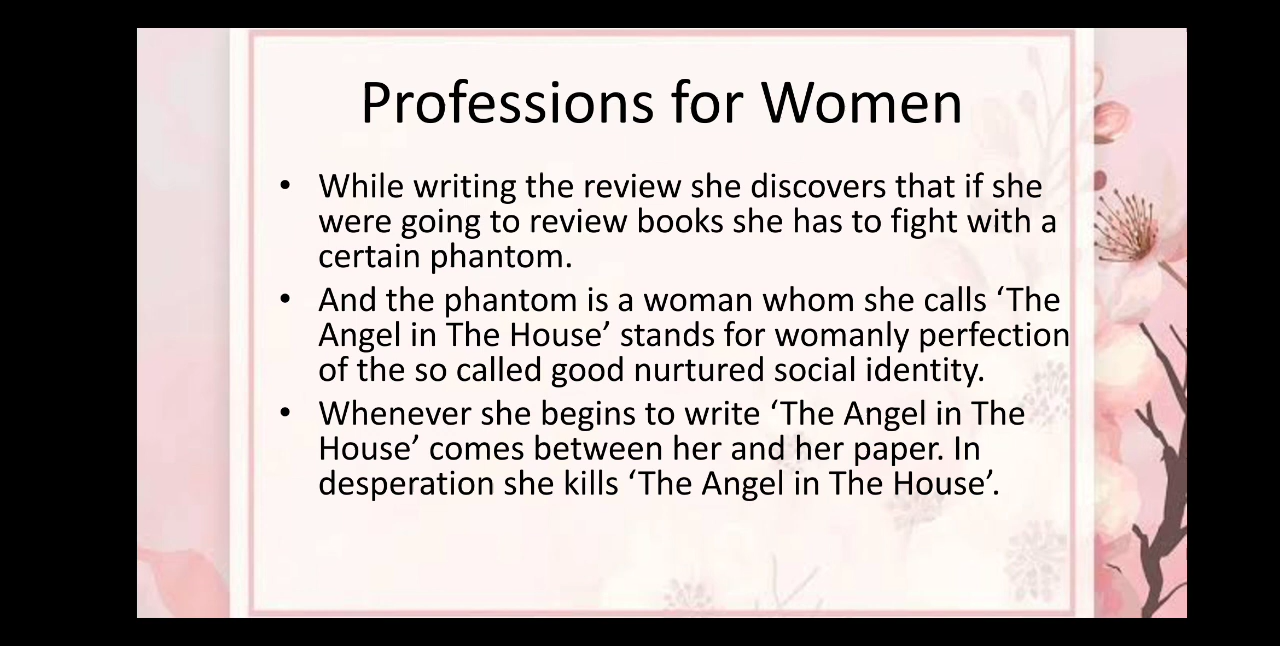 Professions for Women
• While writing the review she discovers that if she
were going to review books she has to fight with a
certain phantom.
• And the phantom is a woman whom she calls ‘The
Angel in The House’ stands for womanly perfection
of the so called good nurtured social identity.
• Whenever she begins to write ‘The Angel in The
House’ comes between her and her paper. In
desperation she kills ‘The Angel in The House’.